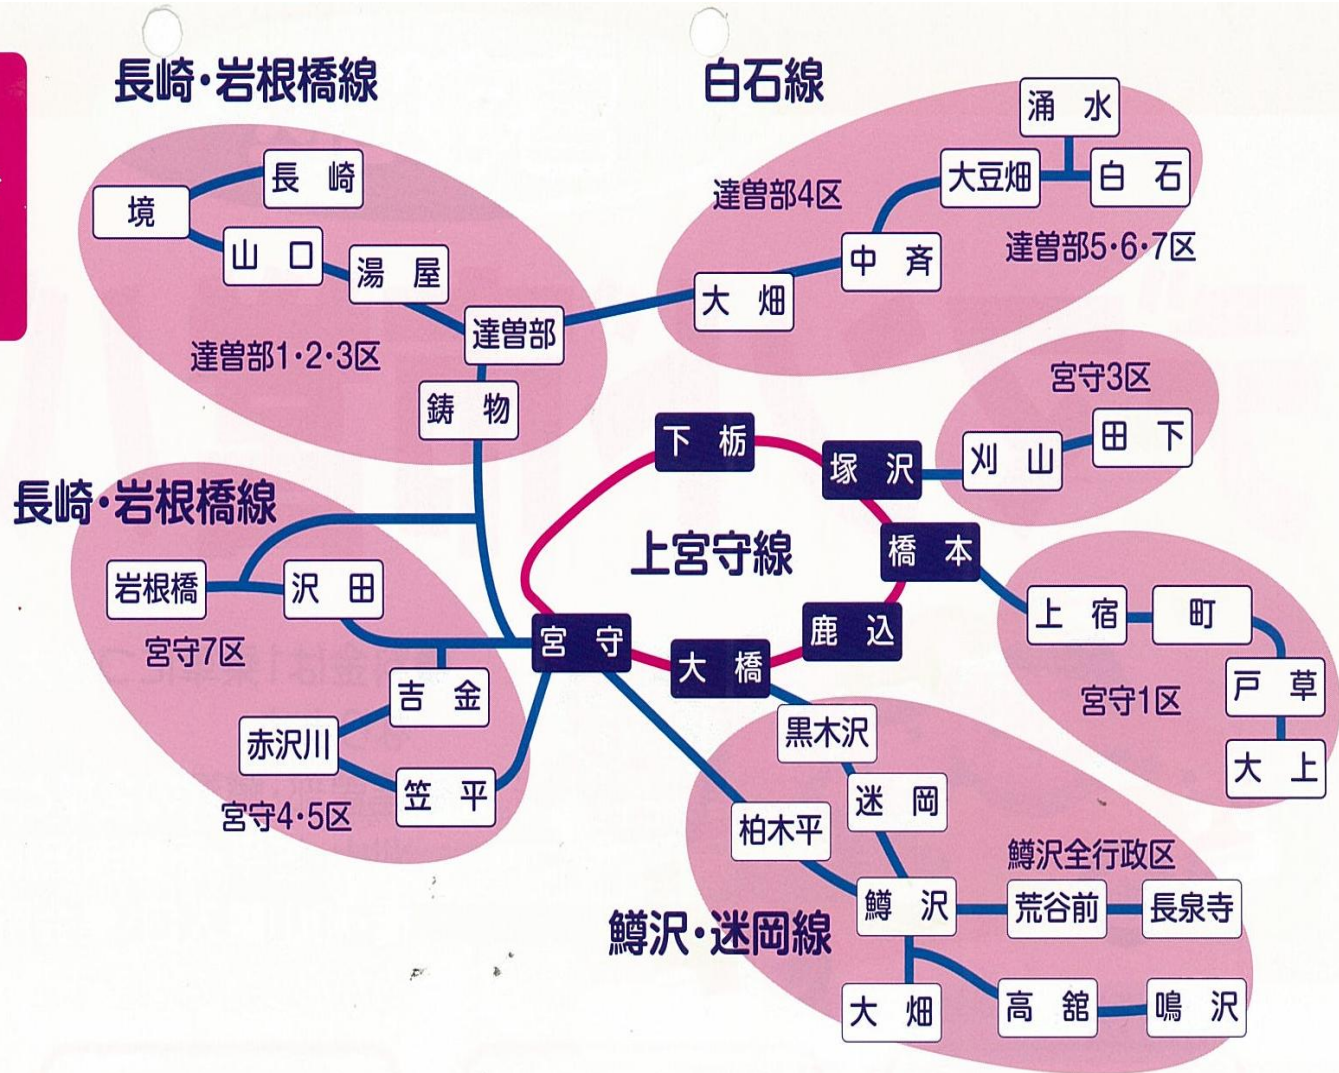 長崎・岩根橋線
白石線
涌水
長崎
大豆畑
白石
達曽部4区
境
山口
中斉
達曽部5・6・7区
湯屋
大畑
達曽部
達曽部1・2・3区
宮守3区
鋳物
下栃
田下
塚沢
刈山
長崎・岩根橋線
上宮守線
橋本
岩根橋
沢田
上宿
町
宮守
鹿込
宮守7区
大橋
吉金
宮守1区
戸草
赤沢川
黒木沢
大上
笠平
迷岡
宮守4・5区
柏木平
鱒沢全行政区
鱒沢
荒谷前
長泉寺
鱒沢・迷岡線
大畑
高舘
鳴沢